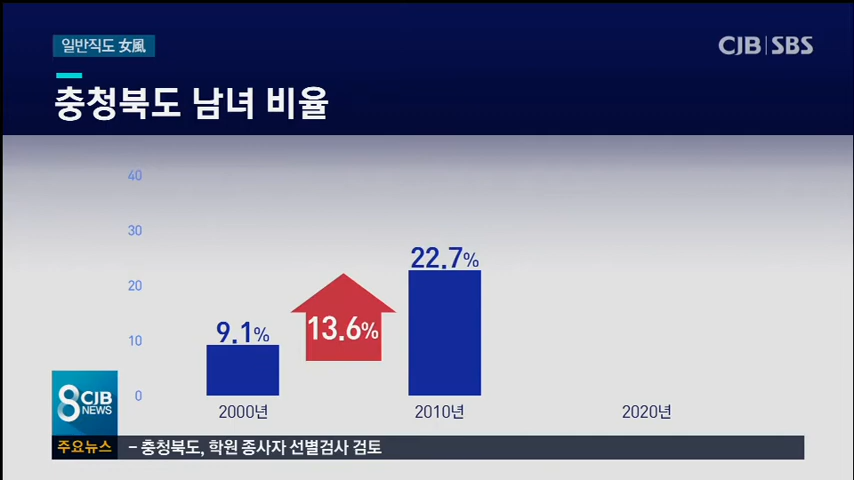 일반직도 女風
CJB SBS
충청북도 남녀 비율
40
30
20
10
0
9.1%
13.6%
22.7%
2000년
2010년
2020년
8 CJB NEWS
주요뉴스 - 충청북도, 학원 종사자 선별검사 검토